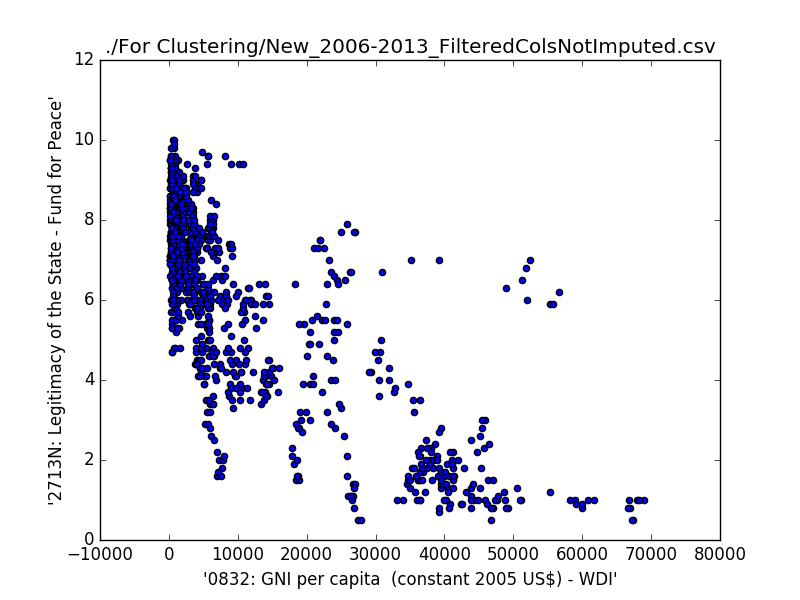 ./For Clustering/New_2006-2013_FilteredColsNotImputed.csv
'2713N: Legitimacy of the State - Fund for Peace'
12
10
8
6
4
2
0
−10000 0 10000 20000 30000 40000 50000 60000 70000 80000
'0832: GNI per capita  (constant 2005 US$) - WDI'